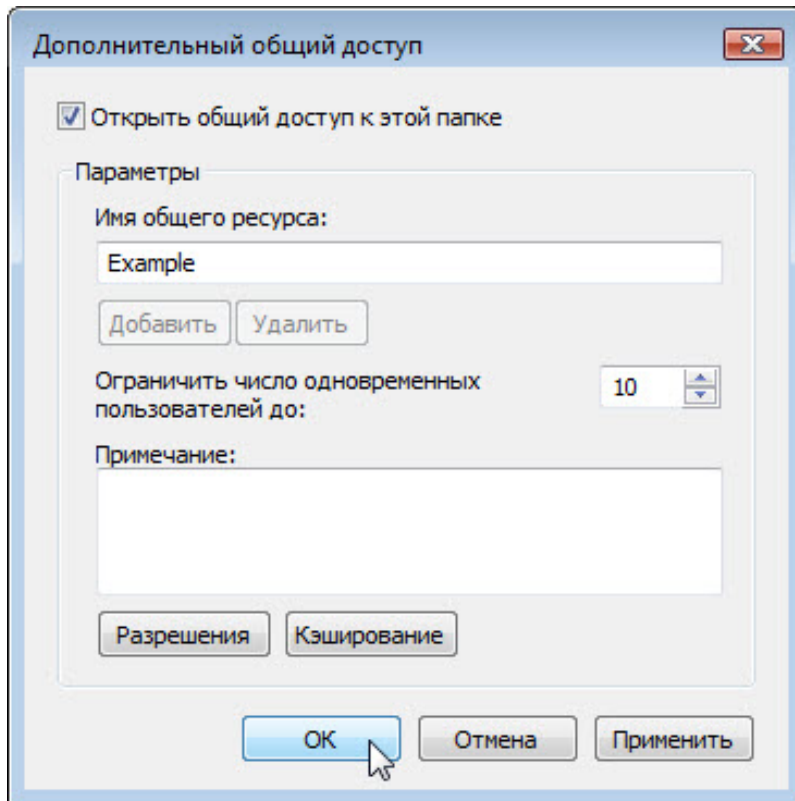 Дополнительный общий доступ
Открыть общий доступ к этой папке
Параметры
Имя общего ресурса:
Example
Добавить Удалить
Ограничить число одновременных 10
пользователей до:
Примечание:
Разрешения Кэширование
ОК Отмена Применить